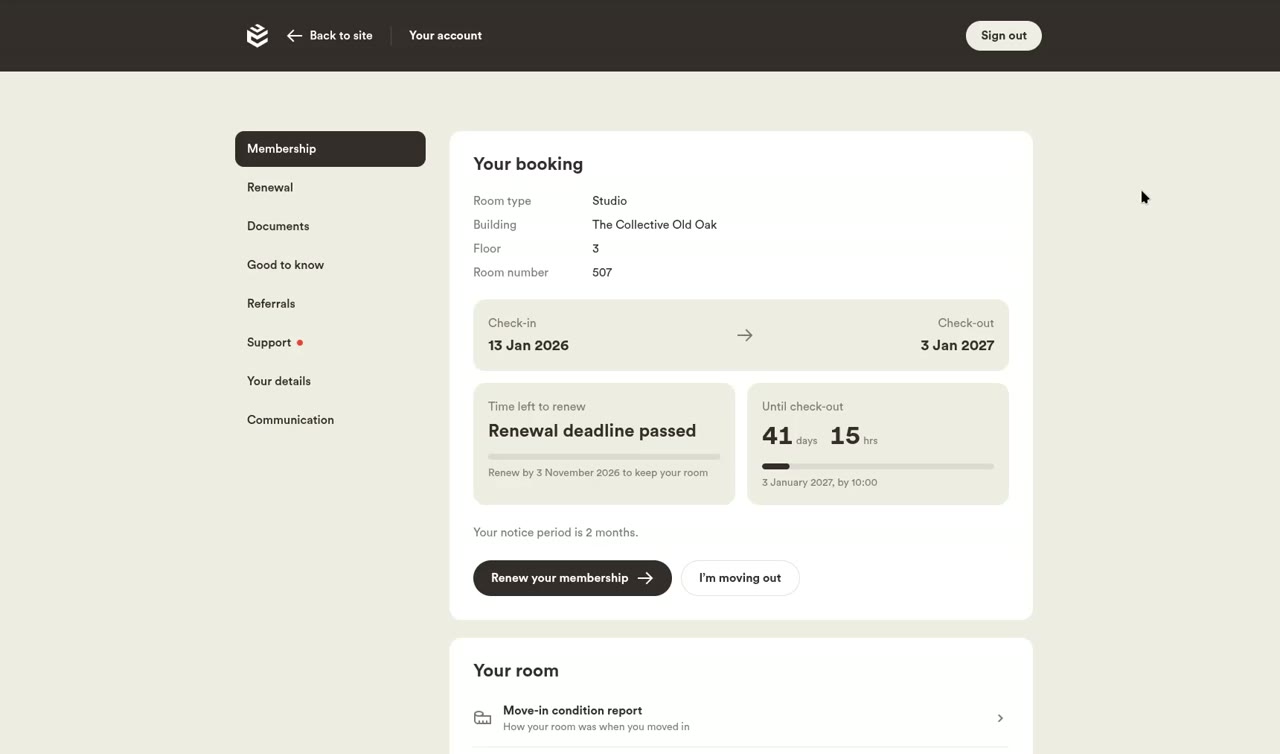 Back to site
Your account
Sign out
Membership
Renewal
Documents
Good to know
Referrals
Support
Your details
Communication
Your booking
Room type Studio
Building The Collective Old Oak
Floor 3
Room number 507
Check-in Check-out
13 Jan 2026 3 Jan 2027
Time left to renew
Renewal deadline passed
Renew by 3 November 2026 to keep your room
Until check-out
41 days 15 hrs
3 January 2027, by 10:00
Your notice period is 2 months.
Renew your membership
I'm moving out
Your room
Move-in condition report
How your room was when you moved in